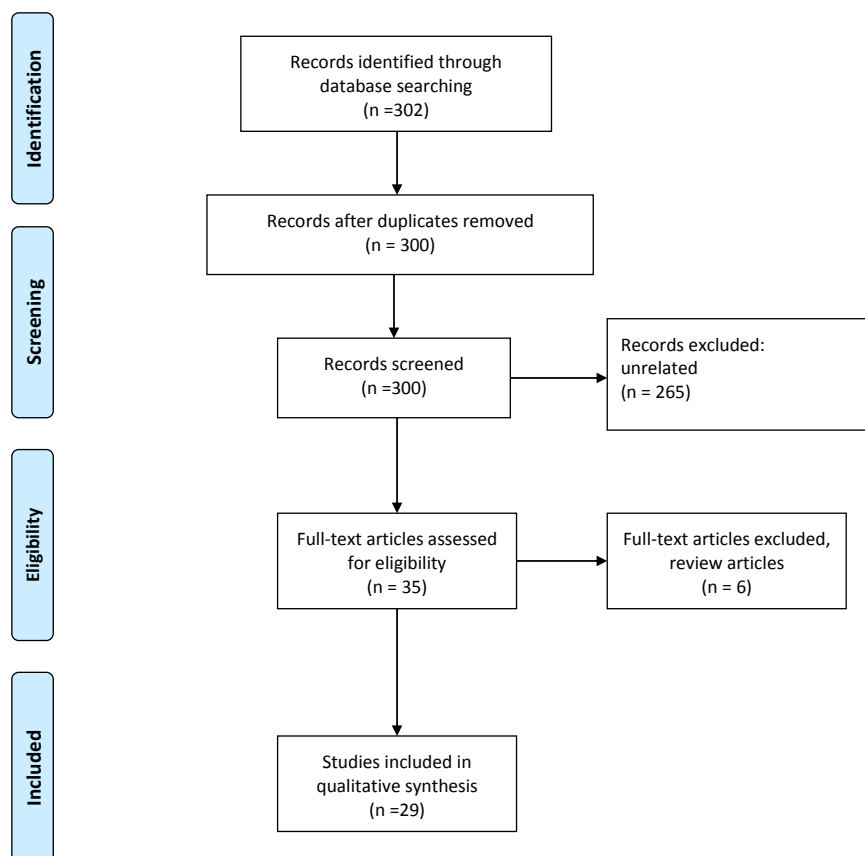 Identification
Records identified through
database searching
(n =302)
Records after duplicates removed
(n = 300)
Screening
Records screened
(n =300)
Records excluded:
unrelated
(n = 265)
Eligibility
Full-text articles assessed
for eligibility
(n = 35)
Full-text articles excluded,
review articles
(n = 6)
Included
Studies included in
qualitative synthesis
(n =29)